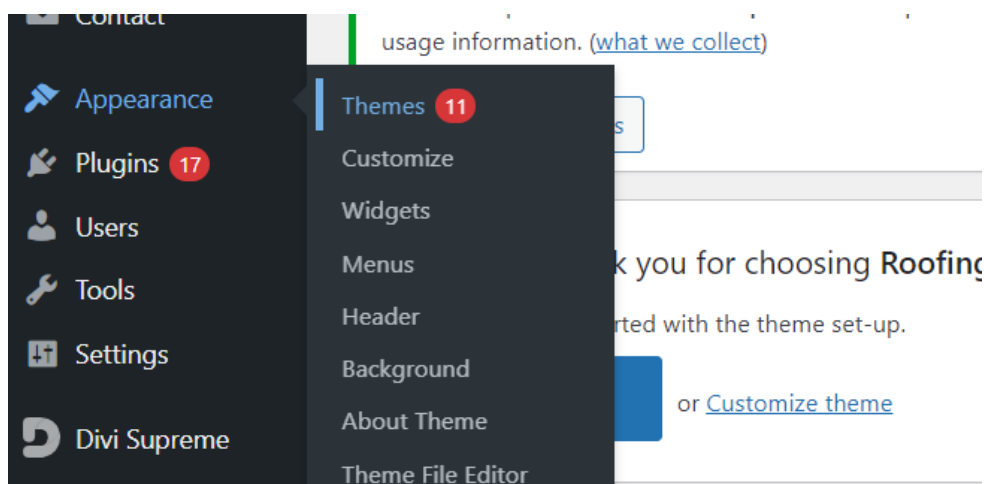 Contact
Appearance
Plugins 17
Users
Tools
Settings
Divi Supreme
Themes 11
Customize
Widgets
Menus
Header
Background
About Theme
Theme File Editor
usage information. (what we collect)
s
k you for choosing Roofing
rted with the theme set-up.
or Customize theme